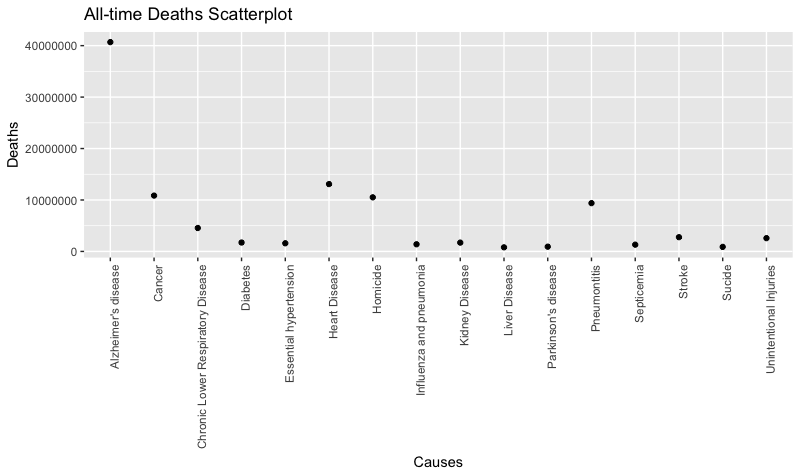 All-time Deaths Scatterplot
Deaths
40000000
30000000
20000000
10000000
0
Alzheimer's disease
Cancer
Chronic Lower Respiratory Disease
Diabetes
Essential hypertension
Heart Disease
Homicide
Influenza and pneumonia
Kidney Disease
Liver Disease
Parkinson's disease
Pneumontitis
Septicemia
Stroke
Sucide
Unintentional Injuries
Causes